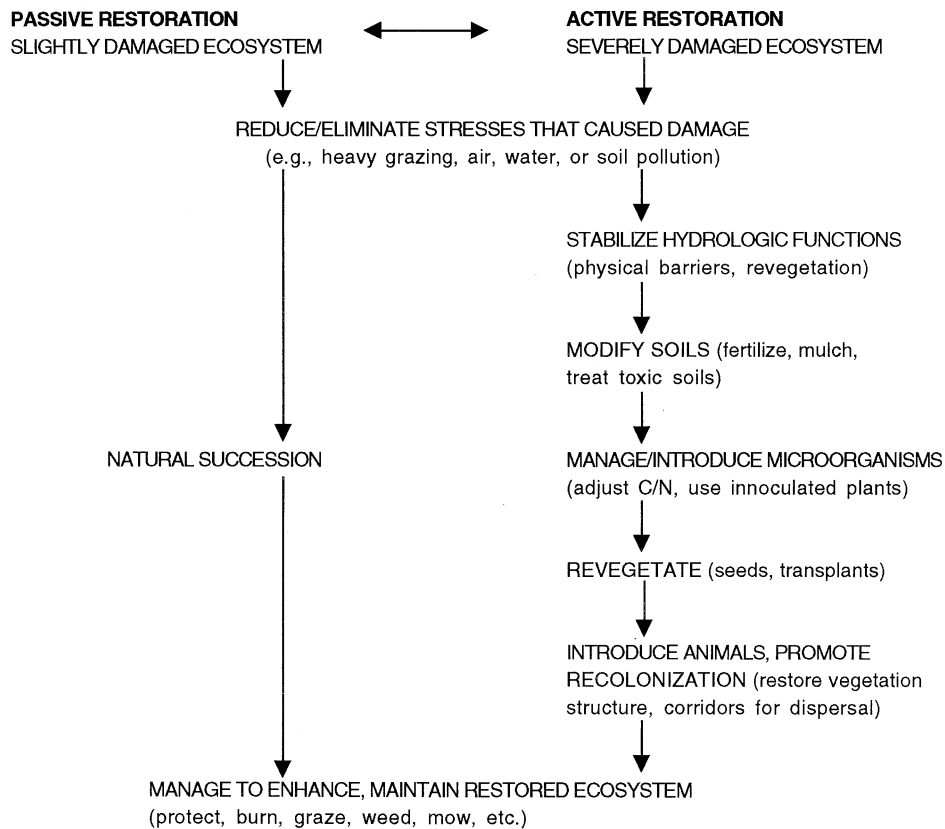 PASSIVE RESTORATION
SLIGHTLY DAMAGED ECOSYSTEM
ACTIVE RESTORATION
SEVERELY DAMAGED ECOSYSTEM
REDUCE/ELIMINATE STRESSES THAT CAUSED DAMAGE
(e.g., heavy grazing, air, water, or soil pollution)
STABILIZE HYDROLOGIC FUNCTIONS
(physical barriers, revegetation)
MODIFY SOILS (fertilize, mulch,
treat toxic soils)
NATURAL SUCCESSION
MANAGE/INTRODUCE MICROORGANISMS
(adjust C/N, use innoculated plants)
REVEGETATE (seeds, transplants)
INTRODUCE ANIMALS, PROMOTE
RECOLONIZATION (restore vegetation
structure, corridors for dispersal)
MANAGE TO ENHANCE, MAINTAIN RESTORED ECOSYSTEM
(protect, burn, graze, weed, mow, etc.)